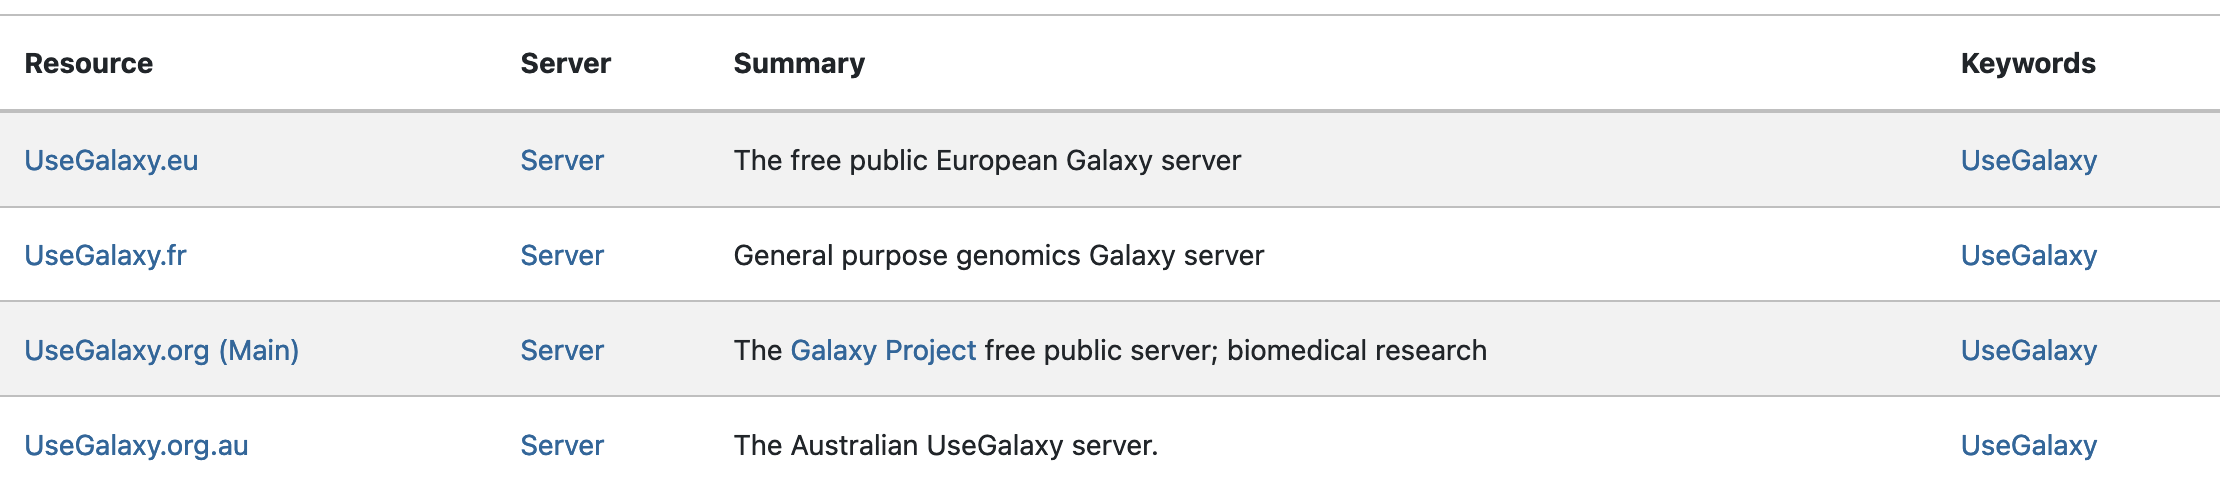 Resource Server Summary Keywords
UseGalaxy.eu Server The free public European Galaxy server UseGalaxy
UseGalaxy.fr Server General purpose genomics Galaxy server UseGalaxy
UseGalaxy.org (Main) Server The Galaxy Project free public server; biomedical research UseGalaxy
UseGalaxy.org.au Server The Australian UseGalaxy server. UseGalaxy